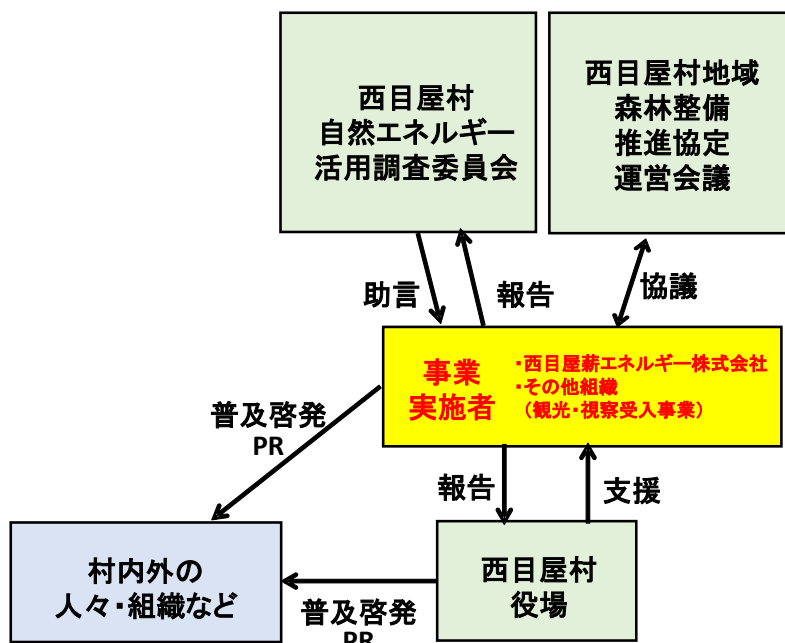 西目屋村
自然エネルギー
活用調査委員会
西目屋村地域
森林整備
推進協定
運営会議
助言
報告
協議
事業
実施者
・西目屋薪エネルギー株式会社
・その他組織
（観光・視察受入事業）
普及啓発
PR
報告
支援
村内外の
人々・組織など
西目屋村
役場
普及啓発
PR